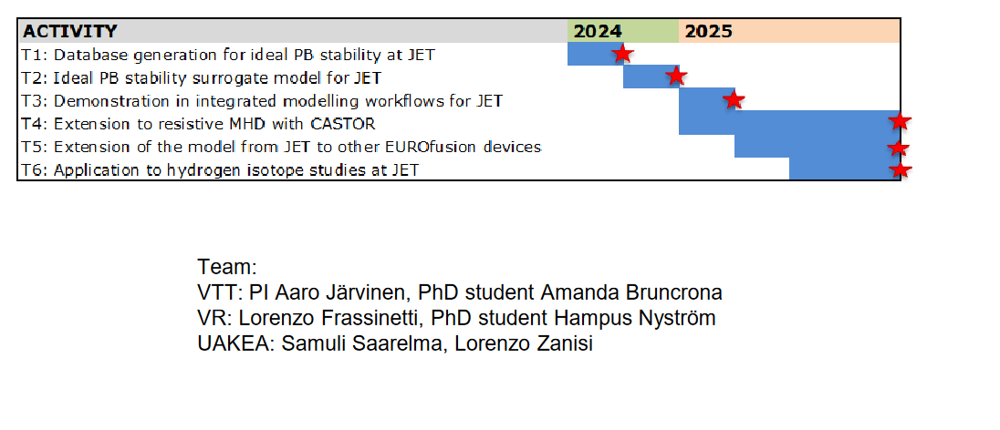 ACTIVITY 2024 2025
T1: Database generation for ideal PB stability at JET
T2: Ideal PB stability surrogate model for JET
T3: Demonstration in integrated modelling workflows for JET
T4: Extension to resistive MHD with CASTOR
T5: Extension of the model from JET to other EUROfusion devices
T6: Application to hydrogen isotope studies at JET
Team:
VTT: PI Aaro Järvinen, PhD student Amanda Bruncrona
VR: Lorenzo Frassinetti, PhD student Hampus Nyström
UAKEA: Samuli Saarelma, Lorenzo Zanisi